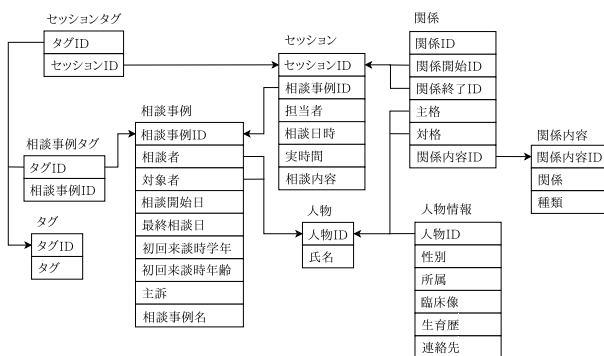 セッションタグ
タグID
セッションID
相談事例タグ
タグID
相談事例ID
タグ
タグID
タグ
相談事例
相談事例ID
相談者
対象者
相談開始日
最終相談日
初回来談時学年
初回来談時年齢
主訴
相談事例名
セッション
セッションID
相談事例ID
担当者
相談日時
実時間
相談内容
人物
人物ID
氏名
関係
関係ID
関係開始ID
関係終了ID
主格
対格
関係内容ID
人物情報
人物ID
性別
所属
臨床像
生育歴
連絡先
関係内容
関係内容ID
関係
種類